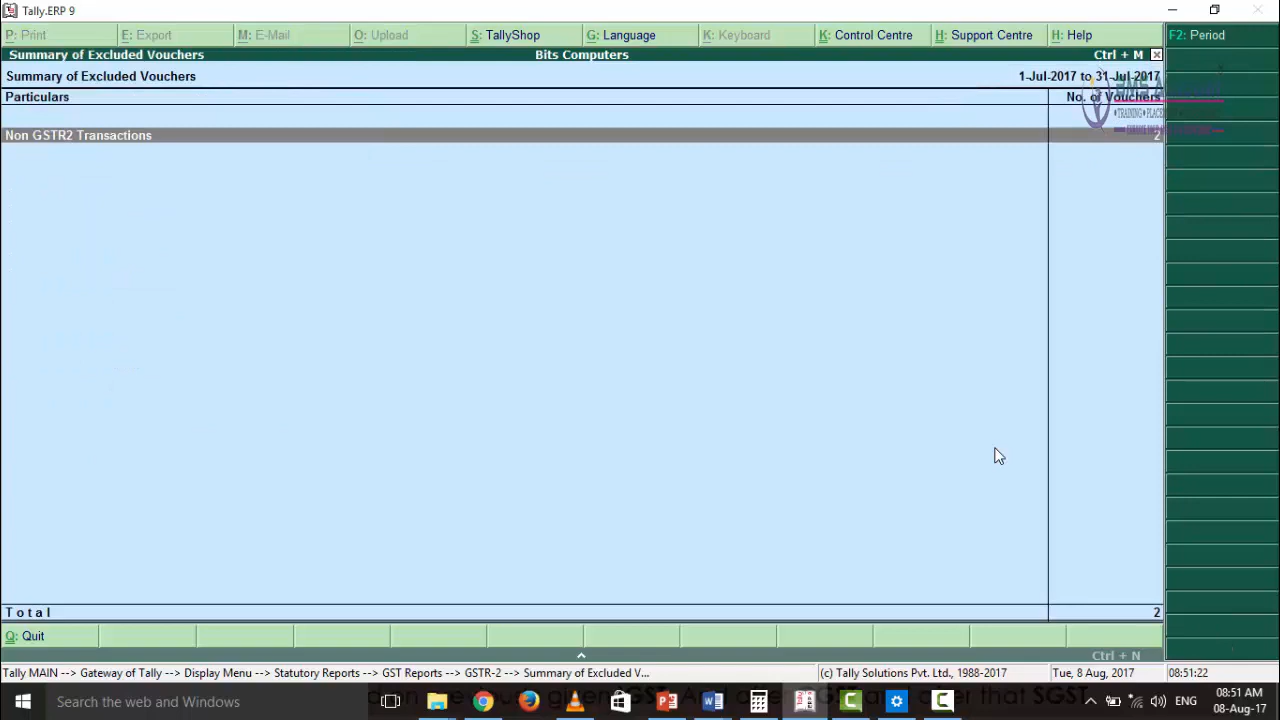 Tally.ERP 9
P: Print E: Export M: E-Mail O: Upload S: TallyShop G: Language K: Keyboard K: Control Centre H: Support Centre H: Help F2: Period
Summary of Excluded Vouchers Bits Computers Ctrl + M
Summary of Excluded Vouchers 1-Jul-2017 to 31-Jul-2017
Particulars No. of Vouchers
Non GSTR2 Transactions 2
Total 2
Q: Quit
Ctrl + N
Tally MAIN --> Gateway of Tally --> Display Menu --> Statutory Reports --> GST Reports --> GSTR-2 --> Summary of Excluded V... (c) Tally Solutions Pvt. Ltd., 1988-2017 Tue, 8 Aug, 2017 08:51:22
Search the web and Windows ENG 08:51 AM
08-Aug-17
that SGST